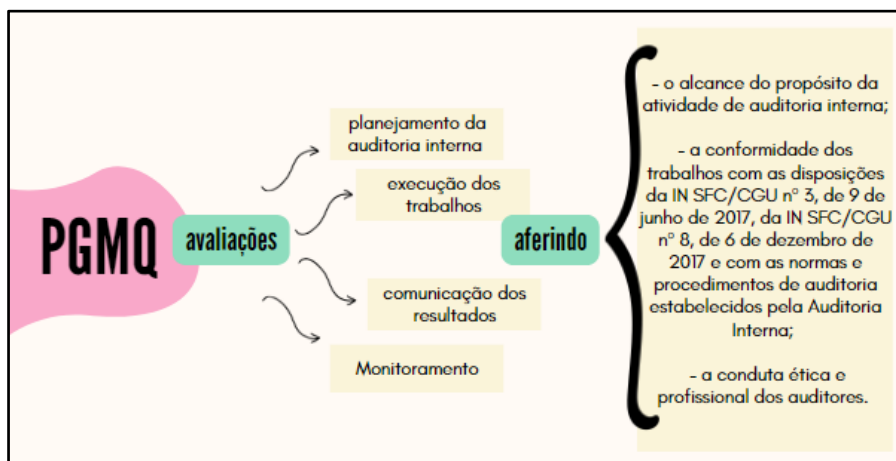 PGMQ
avaliações
planejamento da
auditoria interna
execução dos
trabalhos
comunicação dos
resultados
Monitoramento
aferindo
- o alcance do propósito da
atividade de auditoria interna;
- a conformidade dos
trabalhos com as disposições
da IN SFC/CGU nº 3, de 9 de
junho de 2017, da IN SFC/CGU
nº 8, de 6 de dezembro de
2017 e com as normas e
procedimentos de auditoria
estabelecidos pela Auditoria
Interna;
- a conduta ética e
profissional dos auditores.